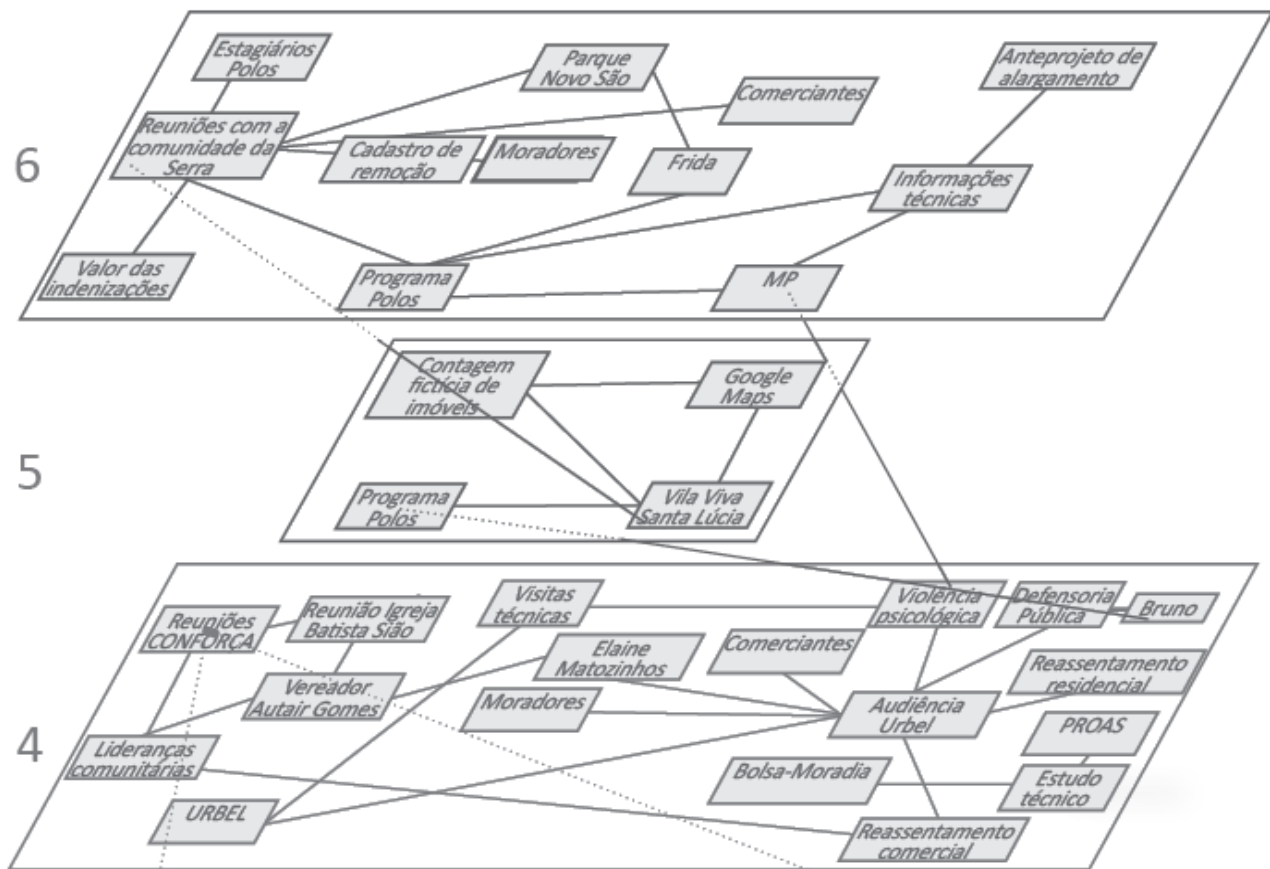 Estagiários
Polos
Parque
Novo São
Anteprojeto de
alargamento
Comerciantes
Reuniões com a
comunidade da
Serra
Cadastro de
remoção
Moradores
Frida
Informações
técnicas
6
Valor das
indenizações
Programa
Polos
MP
Contagem
fictícia de
imóveis
Google
Maps
5
Programa
Polos
Vila Viva
Santa Lúcia
Reuniões
CONFORÇA
Reunião Igreja
Batista Sião
Visitas
técnicas
Violência
psicológica
Defensoria
Pública
Bruno
Elaine
Matozinhos
Comerciantes
Reassentamento
residencial
Vereador
Autair Gomes
Moradores
Audiência
Urbel
PROAS
4
Lideranças
comunitárias
Bolsa-Moradia
Estudo
técnico
URBEL
Reassentamento
comercial